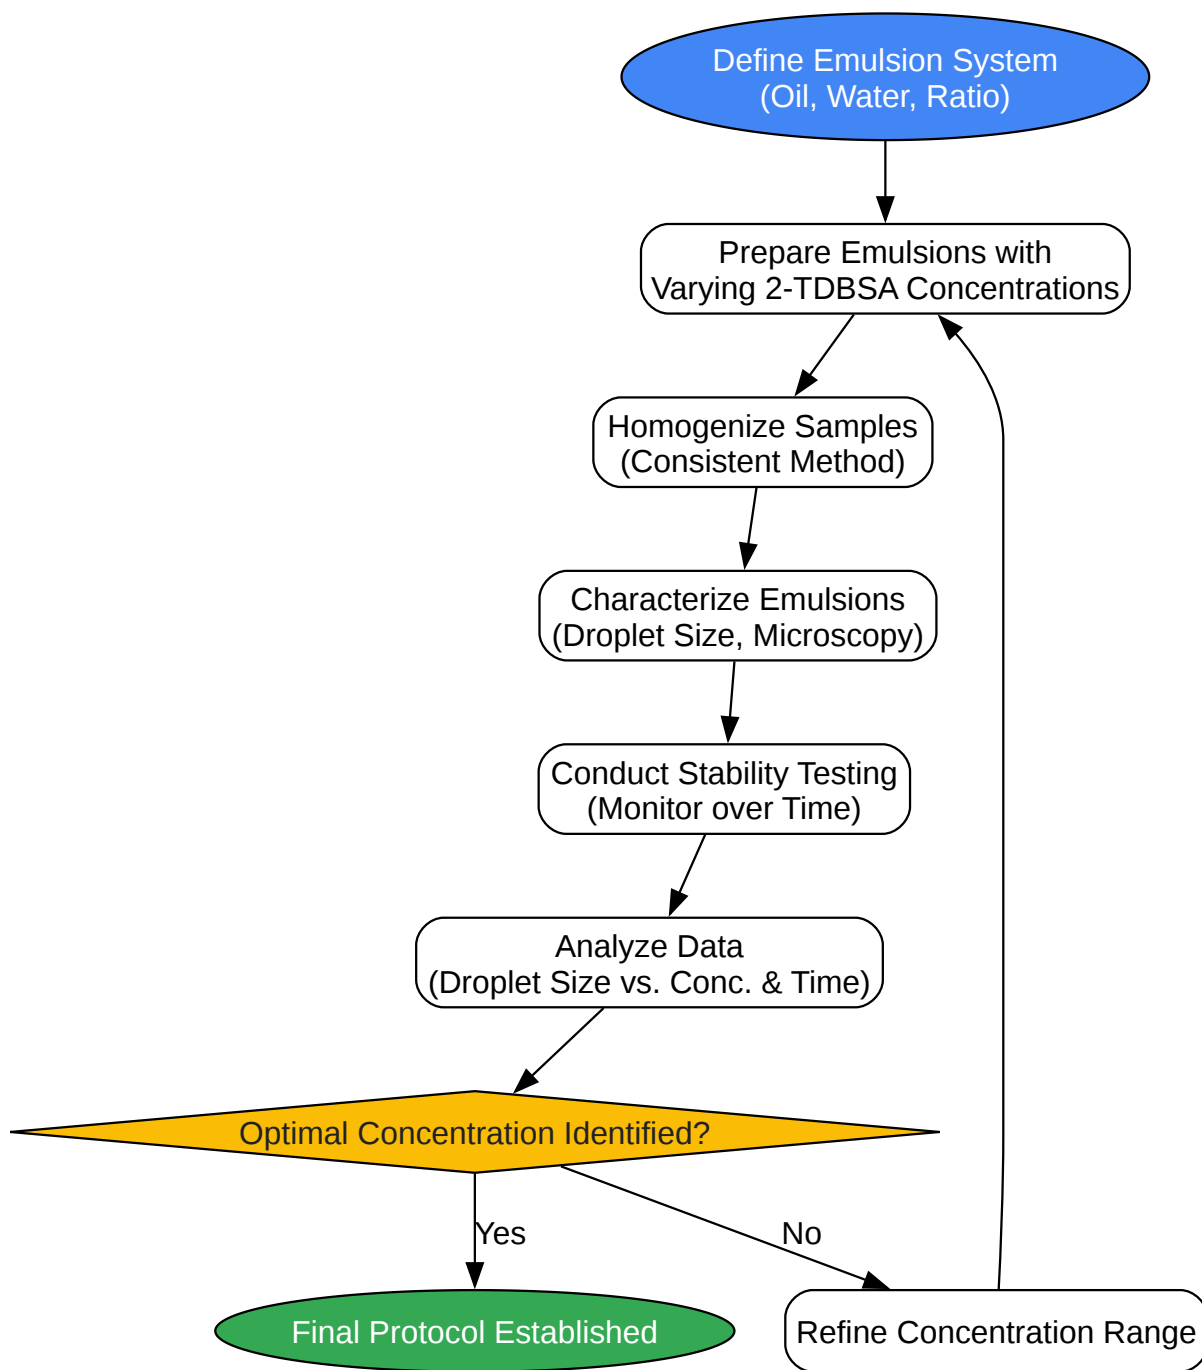 Define Emulsion System
(Oil, Water, Ratio)
Prepare Emulsions with
Varying 2-TDBSA Concentrations
Homogenize Samples
(Consistent Method)
Characterize Emulsions
(Droplet Size, Microscopy)
Conduct Stability Testing
(Monitor over Time)
Analyze Data
(Droplet Size vs. Conc. & Time)
Optimal Concentration Identified?
Yes
No
Final Protocol Established
Refine Concentration Range